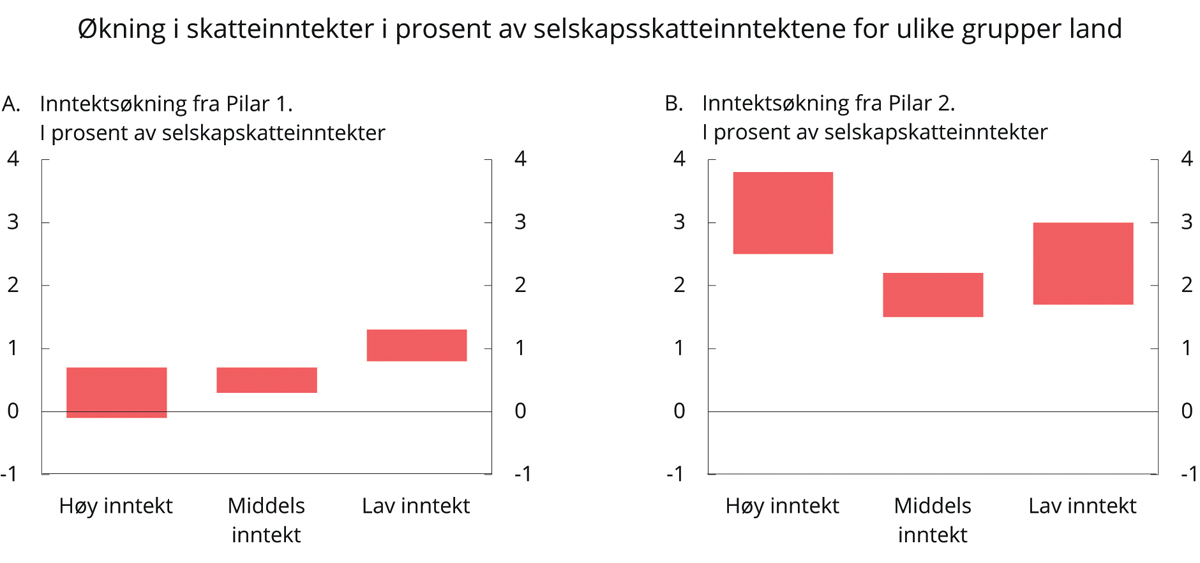 Økning i skatteinntekter i prosent av selskapsskatteinntektene for ulike grupper land
A. Inntektsøkning fra Pilar 1.
I prosent av selskapskatteinntekter
4
4
3
3
2
2
1
1
0
0
-1
-1
Høy inntekt
Middels
inntekt
Lav inntekt
B. Inntektsøkning fra Pilar 2.
I prosent av selskapskatteinntekter
4
4
3
3
2
2
1
1
0
0
-1
-1
Høy inntekt
Middels
inntekt
Lav inntekt